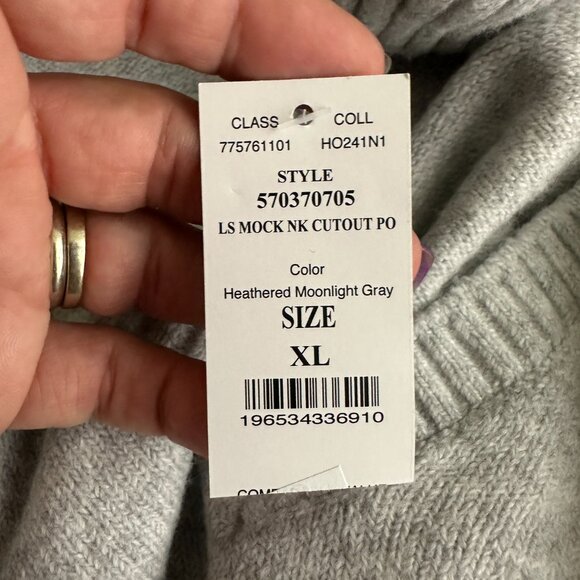 CLASS COLL
775761101 HO241N1
STYLE
570370705
LS MOCK NK CUTOUT PO
Color
Heathered Moonlight Gray
SIZE
XL
196534336910